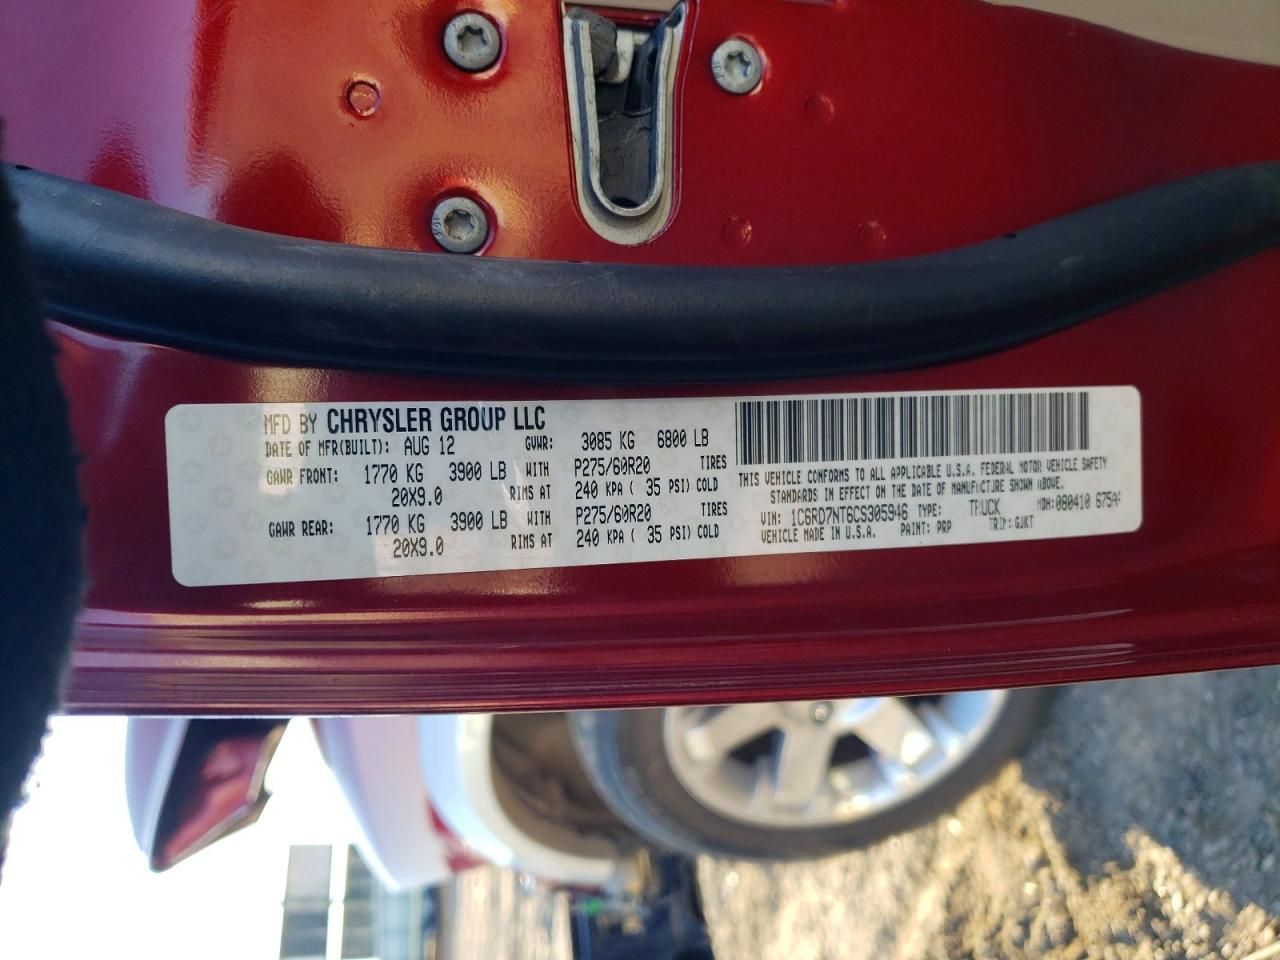 MFD BY CHRYSLER GROUP LLC
DATE OF MFR(BUILT): AUG 12 GVWR: 3085 KG 6800 LB
GAWR FRONT: 1770 KG 3900 LB WITH P275/60R20 TIRES
20X9.0 RIMS AT 240 KPA ( 35 PSI) COLD
GAWR REAR: 1770 KG 3900 LB WITH P275/60R20 TIRES
20X9.0 RIMS AT 240 KPA ( 35 PSI) COLD
THIS VEHICLE CONFORMS TO ALL APPLICABLE U.S.A. FEDERAL MOTOR VEHICLE SAFETY
STANDARDS IN EFFECT ON THE DATE OF MANUFACTURE SHOWN ABOVE.
VIN: 1C6RD7NT6CS305946 TYPE: TRUCK MDH: 080410 675
VEHICLE MADE IN U.S.A. PAINT: PRP TRIM: GJKT